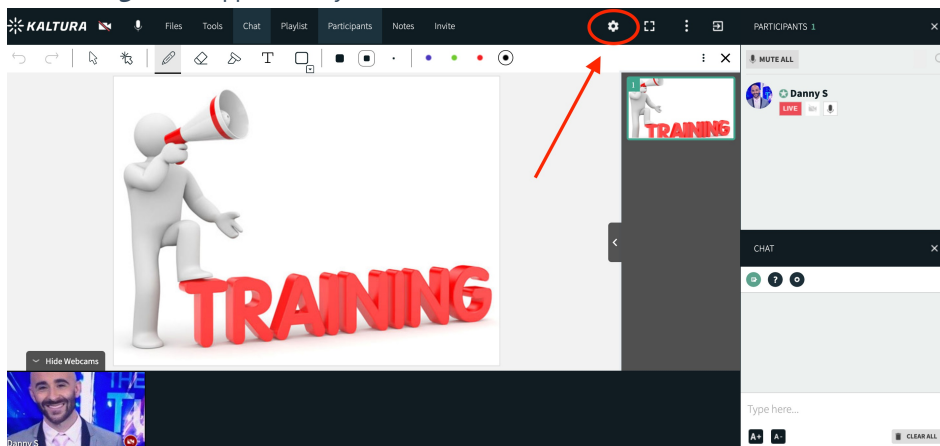 KALTURA Files Tools Chat Playlist Participants Notes Invite PARTICIPANTS 1
T
MUTE ALL
Danny S
LIVE
1
TRAINING
TRAINING
CHAT
?
Hide Webcams
THE
Danny S
Type here...
A+ A-
CLEAR ALL